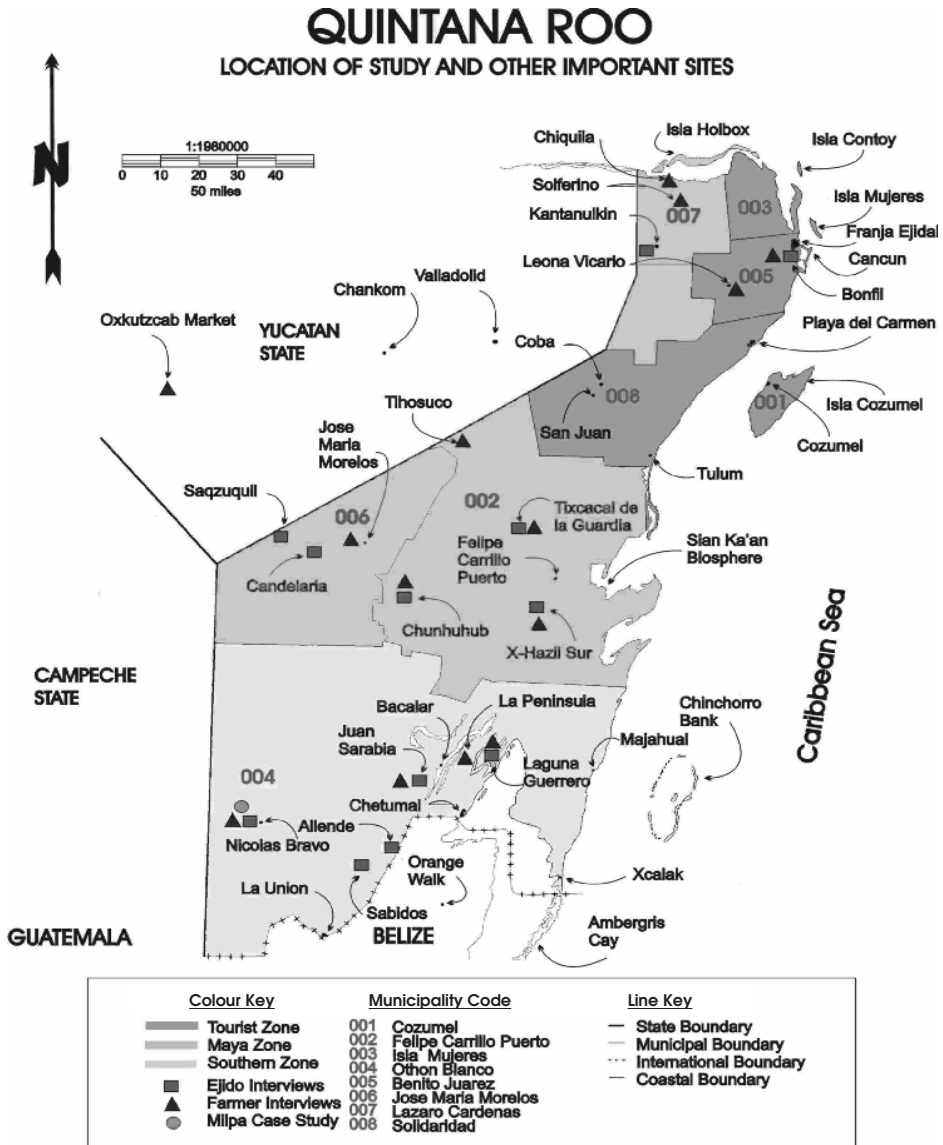 QUINTANA ROO
LOCATION OF STUDY AND OTHER IMPORTANT SITES
N
1:1980000
0 10 20 30 40
50 miles
Chiquila
Isla Holbox
Isla Contoy
Solferino
Isla Mujeres
Kantanulkin
007
003
Franja Ejidal
Leona Vicario
Cancun
005
Bonfil
Valladolid
Chankom
Oxkutzcab Market
YUCATAN
STATE
Playa del Carmen
Coba
008
001
Isla Cozumel
Tihosuco
San Juan
Cozumel
Jose
Maria
Morelos
Tulum
Saqzuquil
006
002
Tixcacal de
la Guardia
Felipe
Carrillo
Puerto
Sian Ka'an
Biosphere
Candelaria
Chunhuhub
X-Hazil Sur
Caribbean Sea
CAMPECHE
STATE
Bacalar
La Peninsula
Chinchorro
Bank
Juan
Sarabia
Majahual
Laguna
Guerrero
004
Chetumal
Allende
Nicolas Bravo
Orange
Walk
Xcalak
La Union
Sabidos
Ambergris
Cay
GUATEMALA
BELIZE
Colour Key
Tourist Zone
Maya Zone
Southern Zone
Ejido Interviews
Farmer Interviews
Milpa Case Study
Municipality Code
001 Cozumel
002 Felipe Carrillo Puerto
003 Isla Mujeres
004 Othon Blanco
005 Benito Juarez
006 Jose Maria Morelos
007 Lazaro Cardenas
008 Solidaridad
Line Key
State Boundary
Municipal Boundary
International Boundary
Coastal Boundary